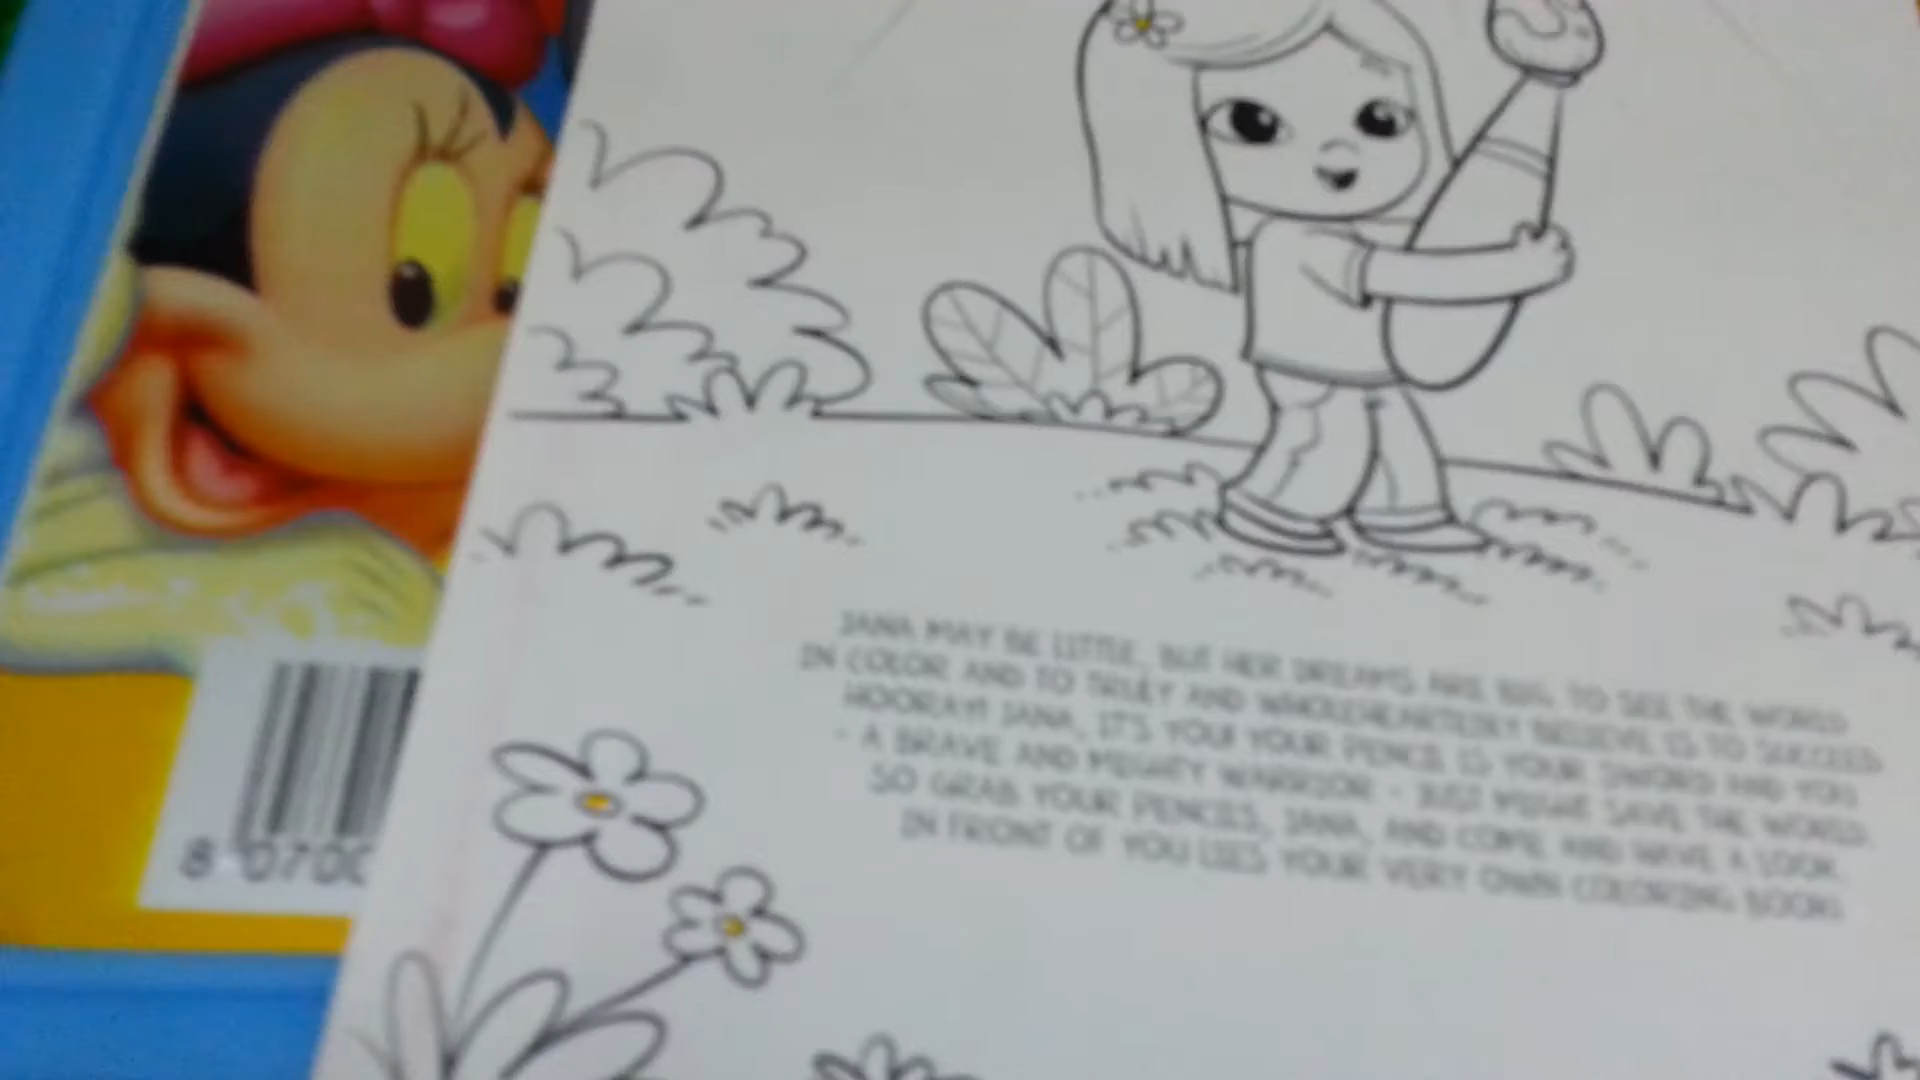 JANA MAY BE LITTLE, BUT HER DREAMS ARE BIG. TO SEE THE WORLD
IN COLOR AND TO TRULY AND WHOLEHEARTEDLY BELIEVE IS TO SUCCEED.
HOORAY! JANA, IT'S YOU! YOUR PENCIL IS YOUR SWORD AND YOU
- A BRAVE AND MIGHTY WARRIOR - JUST MIGHT SAVE THE WORLD.
SO GRAB YOUR PENCILS, JANA, AND COME AND HAVE A LOOK.
IN FRONT OF YOU LIES YOUR VERY OWN COLORING BOOK!
8 0700